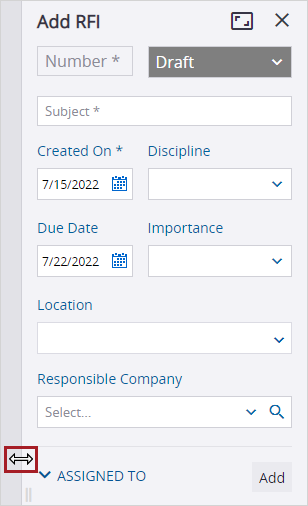 Add RFI
Number * Draft
Subject *
Created On * Discipline
7/15/2022
Due Date Importance
7/22/2022
Location
Responsible Company
Select...
ASSIGNED TO Add